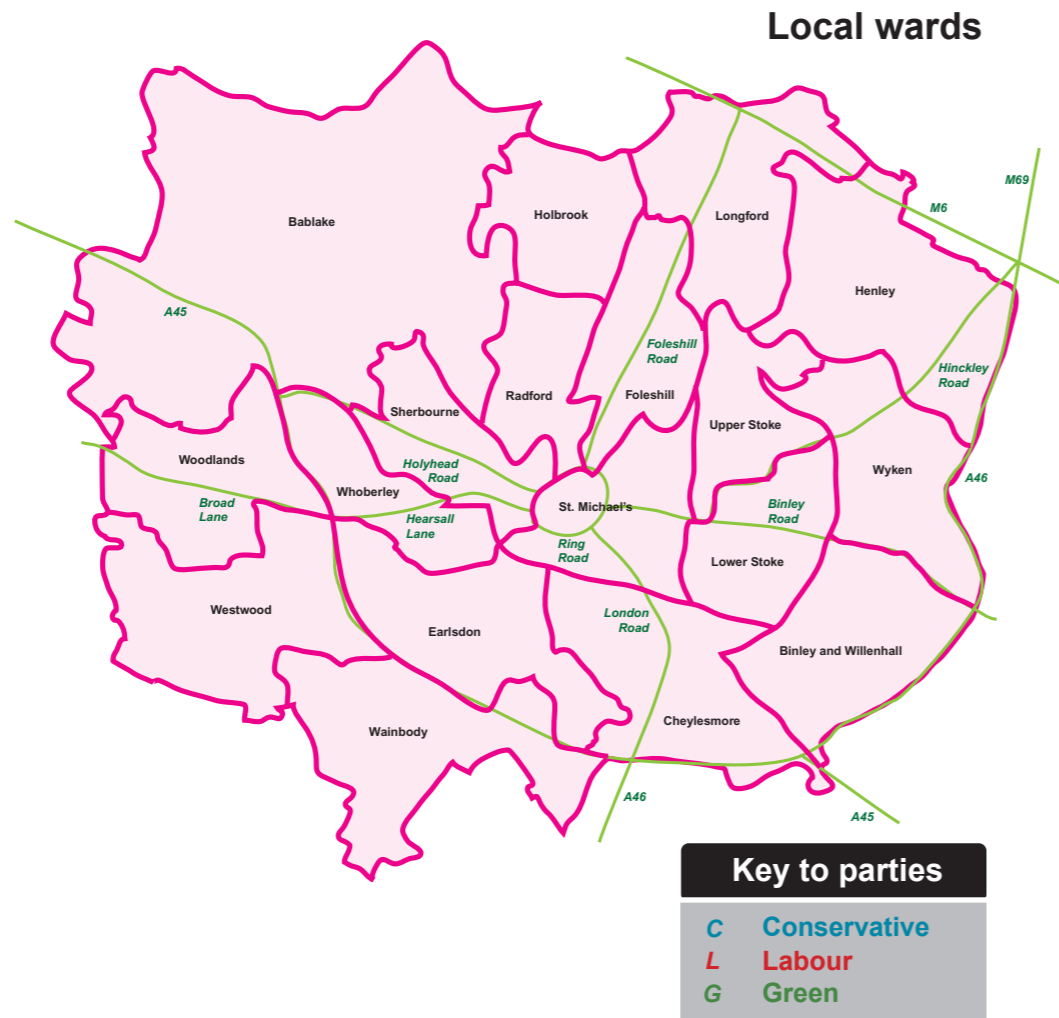 Local wards
M69
M6
Bablake
Holbrook
Longford
Henley
A45
Foleshill
Road
Hinckley
Road
Radford
Foleshill
Sherbourne
Upper Stoke
Woodlands
Holyhead
Road
Wyken
A46
Whoberley
Broad
Lane
St. Michael's
Binley
Road
Hearsall
Lane
Ring
Road
Lower Stoke
Westwood
London
Road
Earlsdon
Binley and Willenhall
Wainbody
Cheylesmore
A46
A45
Key to parties
C Conservative
L Labour
G Green